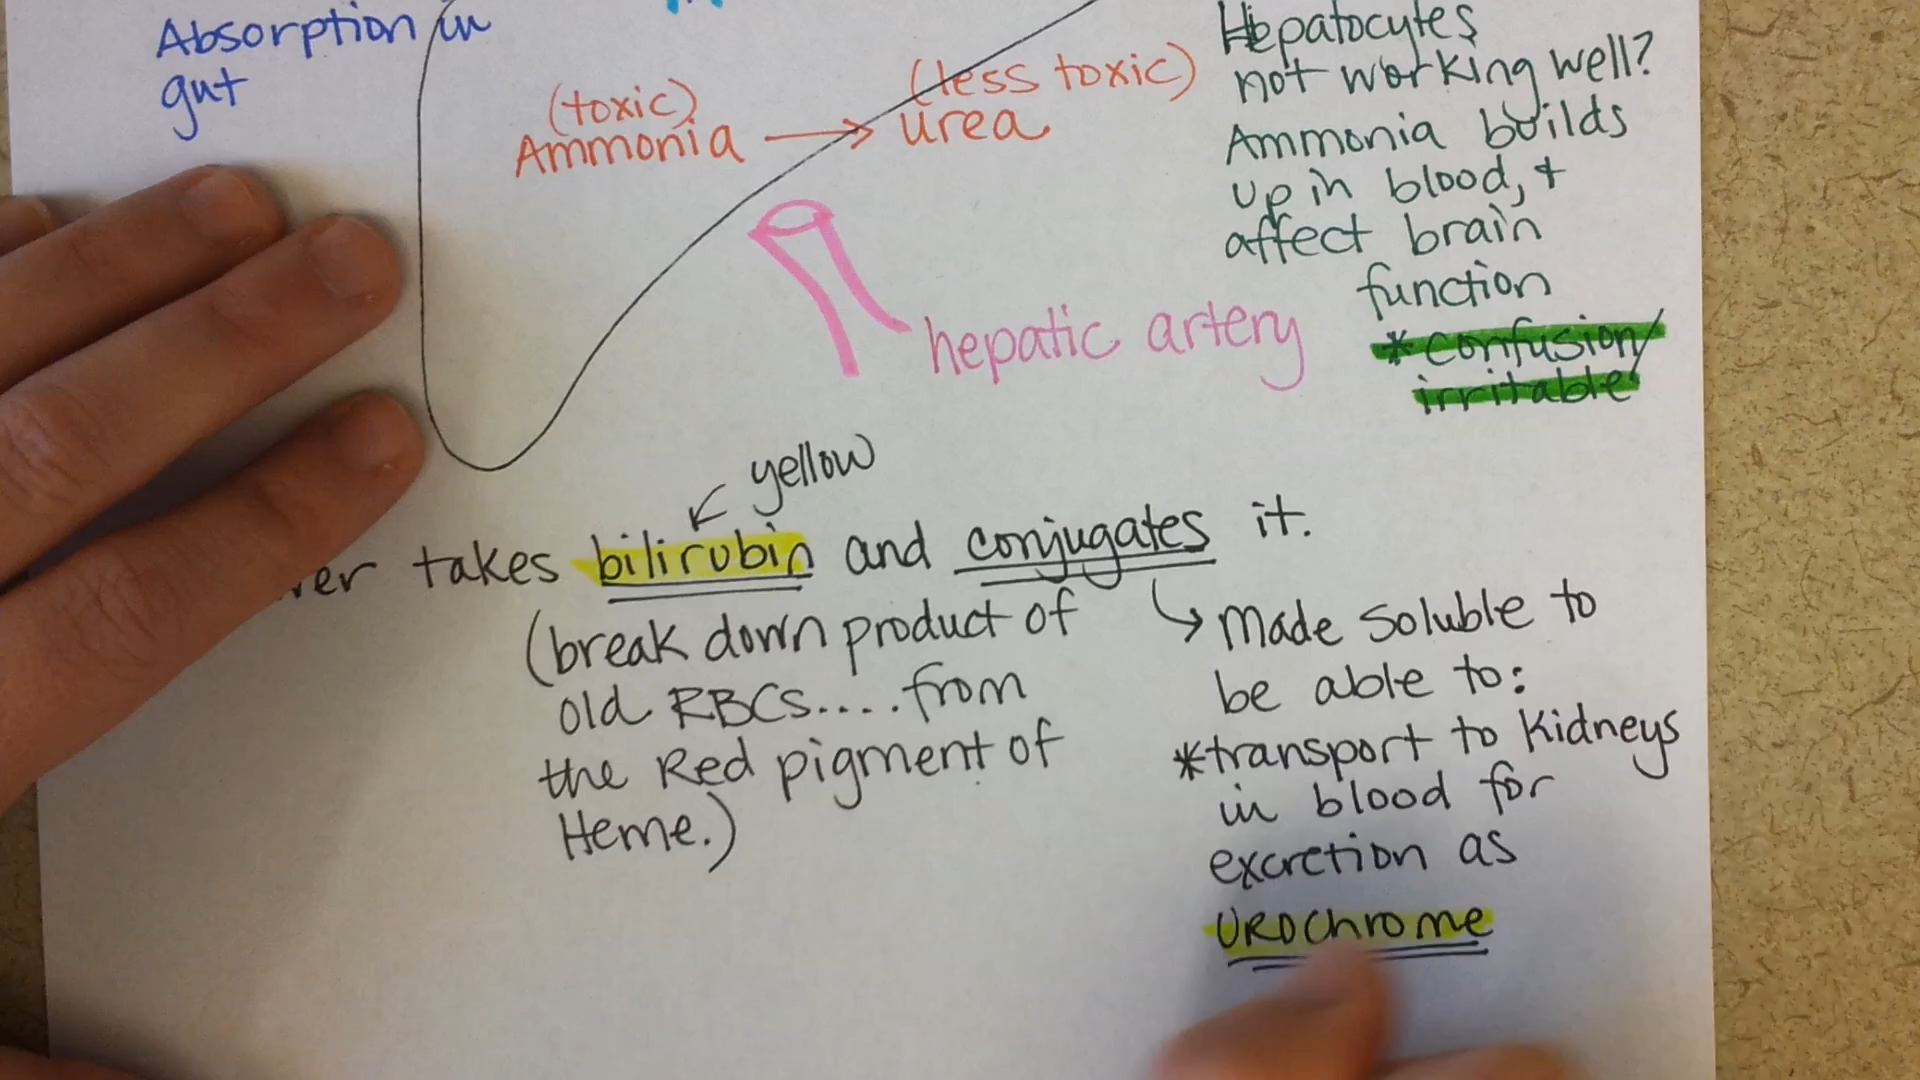 Absorption in
gut
(toxic)
Ammonia → urea
(less toxic)
Hepatocytes
not working well?
Ammonia builds
up in blood, +
affect brain
function
*confusion/
irritable
hepatic artery
yellow
takes bilirubin and conjugates it.
(break down product of
old RBCs....from
the Red pigment of
Heme.)
made soluble to
be able to:
*transport to kidneys
in blood for
excretion as
UROchrome